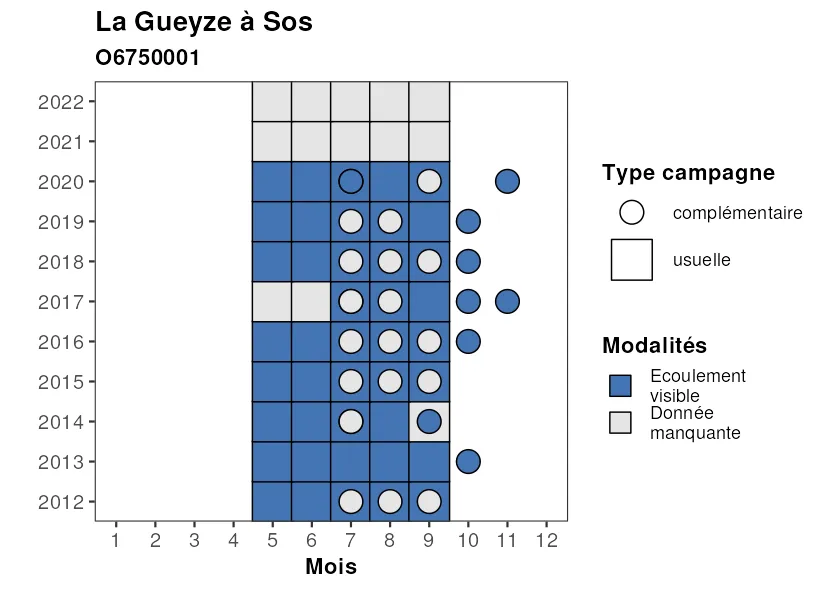 La Gueyze à Sos
O6750001
2022
2021
2020
2019
2018
2017
2016
2015
2014
2013
2012
1 2 3 4 5 6 7 8 9 10 11 12
Mois
Type campagne
complémentaire
usuelle
Modalités
Ecoulement
visible
Donnée
manquante